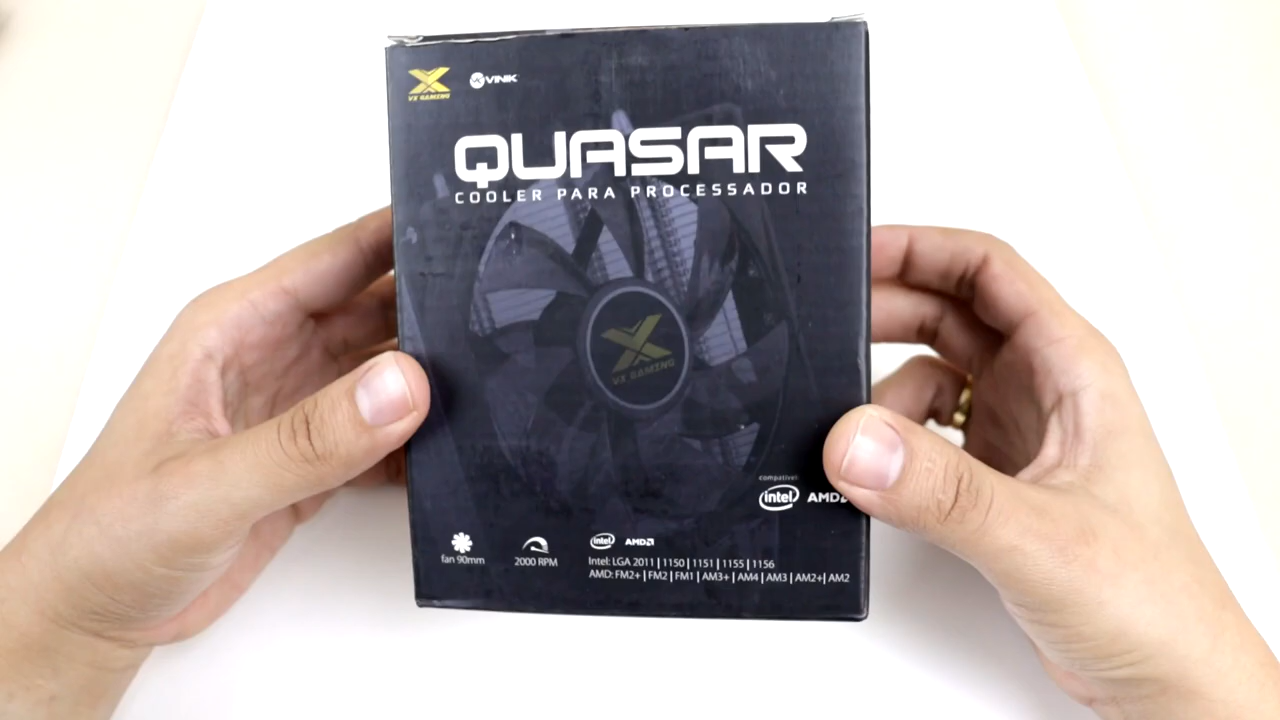 VX GAMING
VINIK
QUASAR
COOLER PARA PROCESSADOR
VX GAMING
compatível:
intel AMD
fan 90mm
2000 RPM
intel AMD
Intel: LGA 2011 | 1150 | 1151 | 1155 | 1156
AMD: FM2+ | FM2 | FM1 | AM3+ | AM4 | AM3 | AM2+| AM2